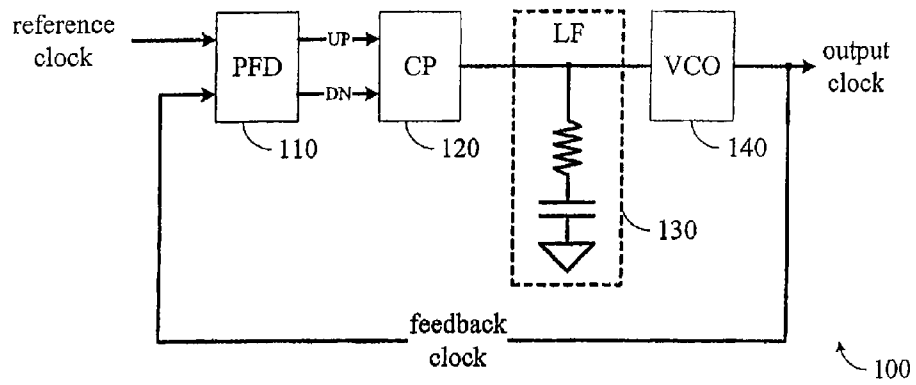 reference
clock
PFD
110
UP
DN
CP
120
LF
130
VCO
140
output
clock
feedback
clock
100